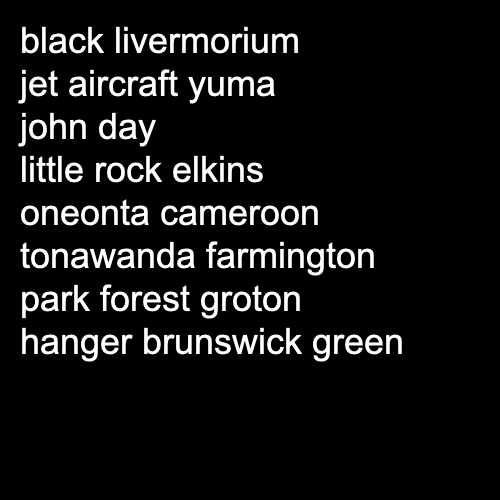 black livermorium
jet aircraft yuma
john day
little rock elkins
oneonta cameroon
tonawanda farmington
park forest groton
hanger brunswick green